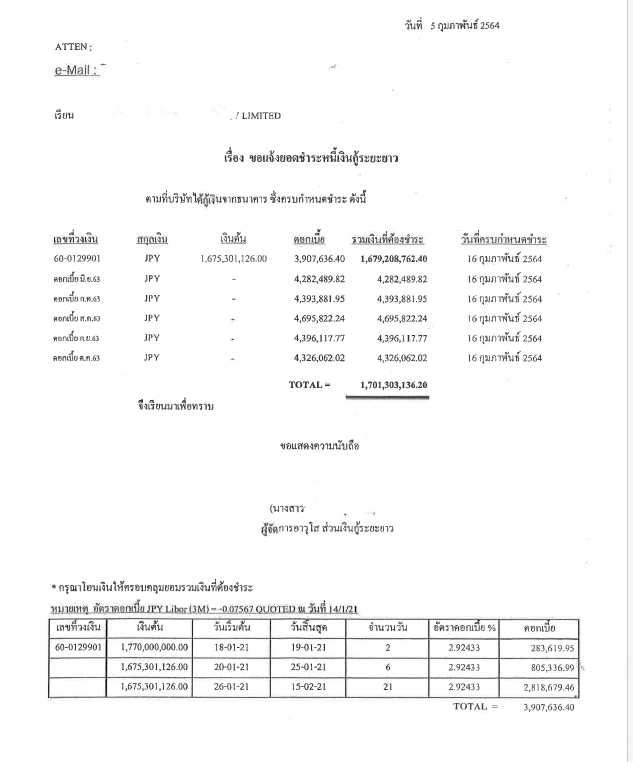 วันที่ 5 กุมภาพันธ์ 2564
ATTEN :
e-Mail :
เรียน LIMITED
เรื่อง ขอแจ้งยอดชำระหนี้เงินกู้ระยะยาว
ตามที่บริษัทได้กู้เงินจากธนาคาร ซึ่งครบกำหนดชำระ ดังนี้
เลขที่วงเงิน สกุลเงิน เงินต้น ดอกเบี้ย รวมเงินที่ต้องชำระ วันที่ครบกำหนดชำระ
60-0129901 JPY 1,675,301,126.00 3,907,636.40 1,679,208,762.40 16 กุมภาพันธ์ 2564
ดอกเบี้ย มิ.ย.63 JPY - 4,282,489.82 4,282,489.82 16 กุมภาพันธ์ 2564
ดอกเบี้ย ก.ค.63 JPY - 4,393,881.95 4,393,881.95 16 กุมภาพันธ์ 2564
ดอกเบี้ย ส.ค.63 JPY - 4,695,822.24 4,695,822.24 16 กุมภาพันธ์ 2564
ดอกเบี้ย ก.ย.63 JPY - 4,396,117.77 4,396,117.77 16 กุมภาพันธ์ 2564
ดอกเบี้ย ต.ค.63 JPY - 4,326,062.02 4,326,062.02 16 กุมภาพันธ์ 2564
TOTAL = 1,701,303,136.20
จึงเรียนมาเพื่อทราบ
ขอแสดงความนับถือ
(นางสาว
ผู้จัดการอาวุโส ส่วนเงินกู้ระยะยาว
* กรุณาโอนเงินให้ครอบคลุมยอมรวมเงินที่ต้องชำระ
หมายเหตุ อัตราดอกเบี้ย JPY Libor (3M) = -0.07567 QUOTED ณ วันที่ 14/1/21
เลขที่วงเงิน เงินต้น วันเริ่มต้น วันสิ้นสุด จำนวนวัน อัตราดอกเบี้ย % ดอกเบี้ย
60-0129901 1,770,000,000.00 18-01-21 19-01-21 2 2.92433 283,619.95
1,675,301,126.00 20-01-21 25-01-21 6 2.92433 805,336.99
1,675,301,126.00 26-01-21 15-02-21 21 2.92433 2,818,679.46
TOTAL = 3,907,636.40